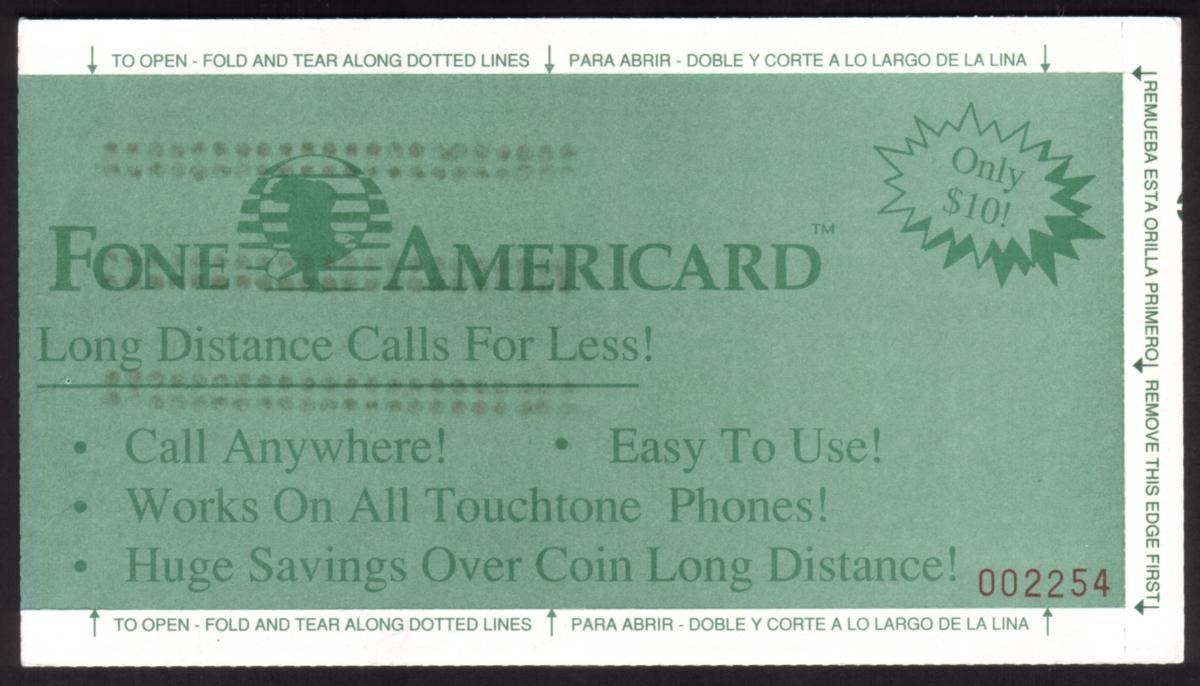 TO OPEN - FOLD AND TEAR ALONG DOTTED LINES PARA ABRIR - DOBLE Y CORTE A LO LARGO DE LA LINA
Only
$10!
FONE AMERICARD™
Long Distance Calls For Less!
• Call Anywhere! • Easy To Use!
• Works On All Touchtone Phones!
• Huge Savings Over Coin Long Distance!
002254
TO OPEN - FOLD AND TEAR ALONG DOTTED LINES PARA ABRIR - DOBLE Y CORTE A LO LARGO DE LA LINA
REMUEBA ESTA ORILLA PRIMERO REMOVE THIS EDGE FIRST